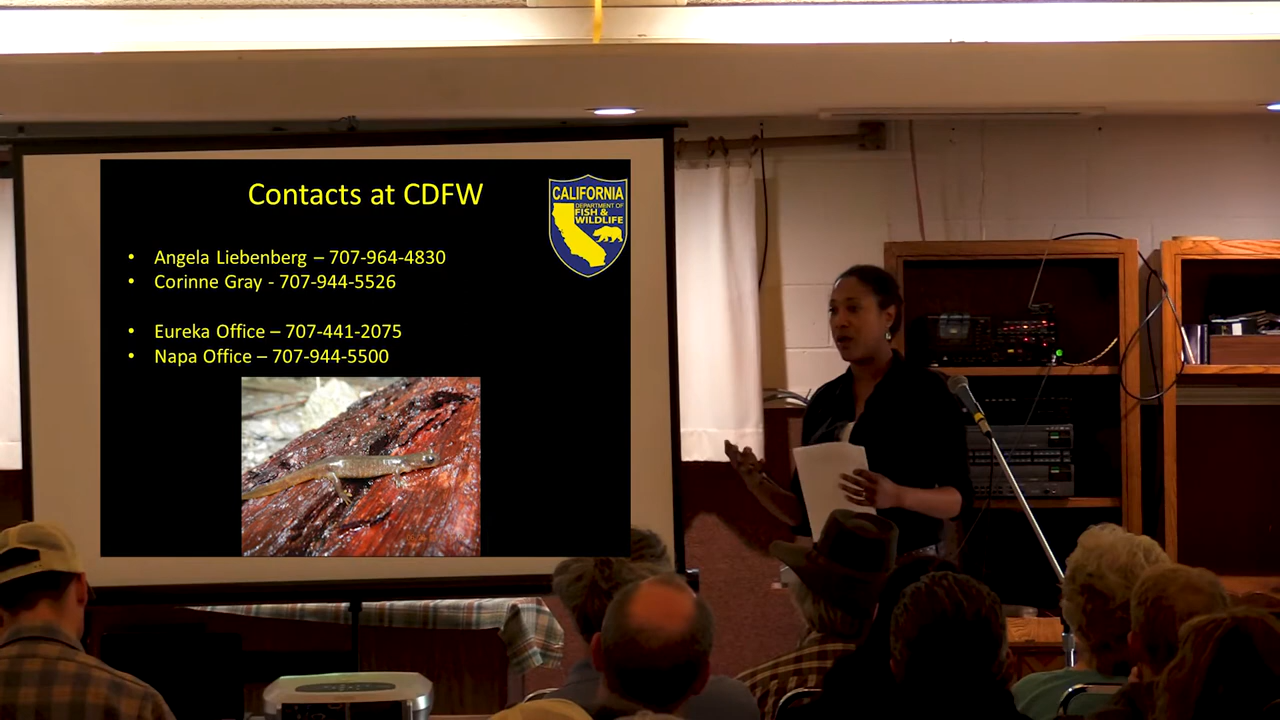 Contacts at CDFW
CALIFORNIA
DEPARTMENT OF
FISH &
WILDLIFE
• Angela Liebenberg – 707-964-4830
• Corinne Gray - 707-944-5526
• Eureka Office – 707-441-2075
• Napa Office – 707-944-5500